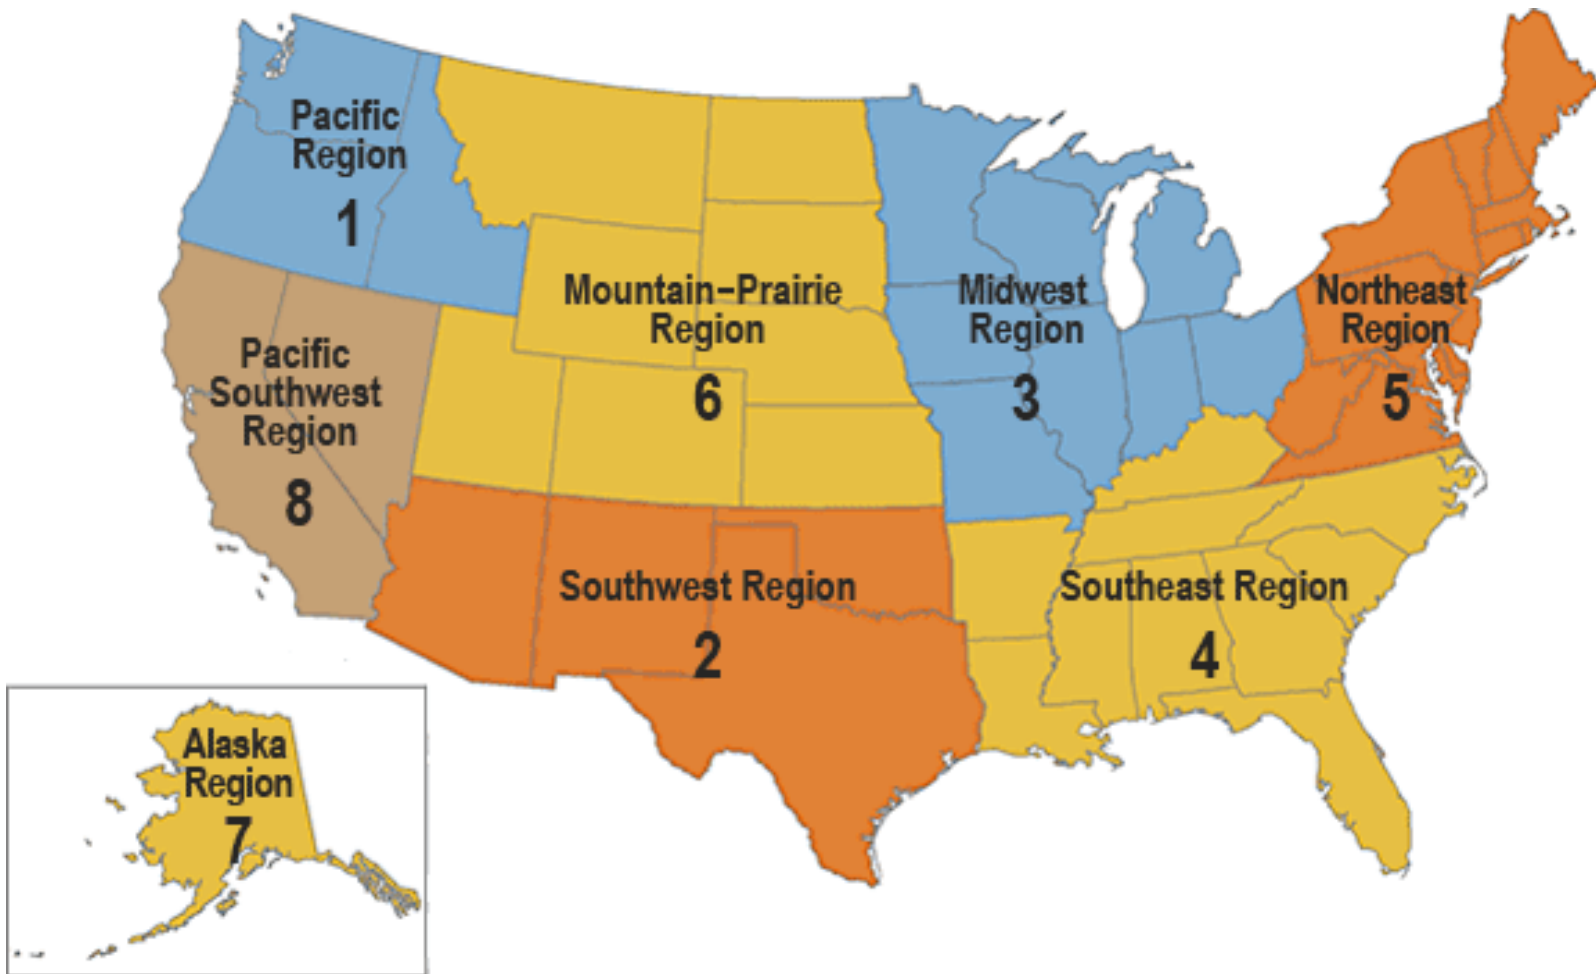 Pacific
Region
1
Pacific
Southwest
Region
8
Mountain-Prairie
Region
6
Midwest
Region
3
Northeast
Region
5
Southwest Region
2
Southeast Region
4
Alaska
Region
7